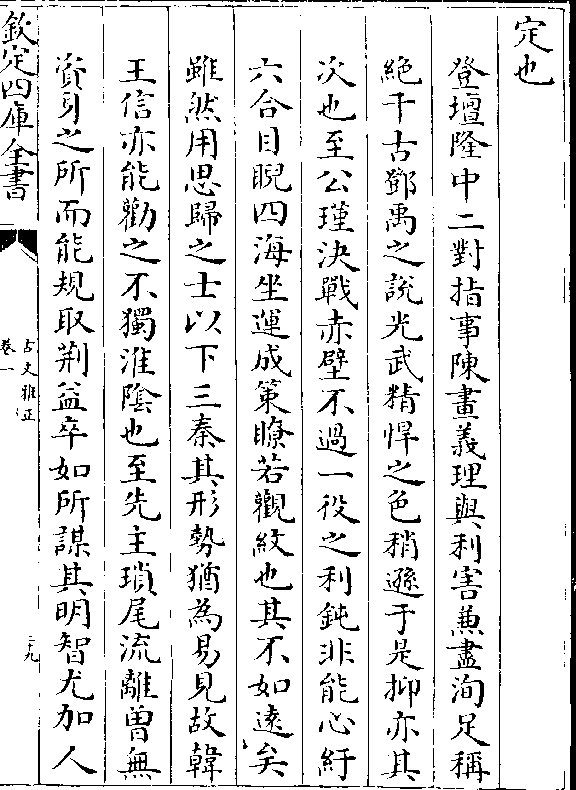 定也
登壇隆中二對指事陳畫義理與利害兼盡洵足稱
絕千古鄧禹之說光武精悍之色稍遜于是抑亦其
次也至公瑾決戰赤壁不過一役之利鈍非能心紆
六合目睨四海坐運成策瞭若觀紋也其不如遠矣
雖然用思歸之士以下三秦其形勢猶為易見故韓
王信亦能勸之不獨淮陰也至先主瑣尾流離曾無
資身之所而能規取荆益卒如所謀其明智尤加人
欽定四庫全書
古文雅正
卷一
二十九